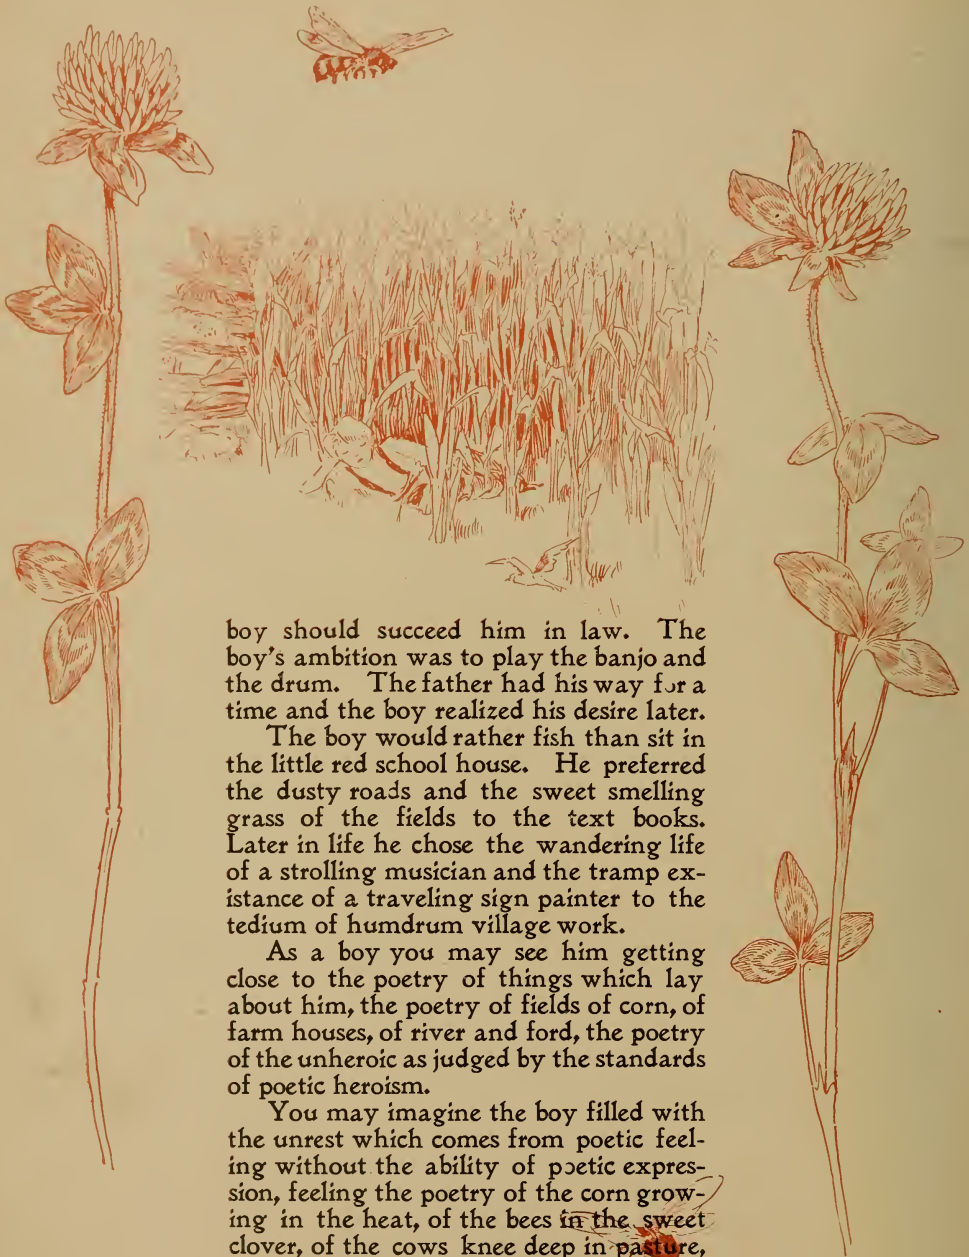 boy should succeed him in law. The
boy's ambition was to play the banjo and
the drum. The father had his way for a
time and the boy realized his desire later.
The boy would rather fish than sit in
the little red school house. He preferred
the dusty roads and the sweet smelling
grass of the fields to the text books.
Later in life he chose the wandering life
of a strolling musician and the tramp ex-
istance of a traveling sign painter to the
tedium of humdrum village work.
As a boy you may see him getting
close to the poetry of things which lay
about him, the poetry of fields of corn, of
farm houses, of river and ford, the poetry
of the unheroic as judged by the standards
of poetic heroism.
You may imagine the boy filled with
the unrest which comes from poetic feel-
ing without the ability of poetic expres-
sion, feeling the poetry of the corn grow-
ing in the heat, of the bees in the sweet
clover, of the cows knee deep in pasture,